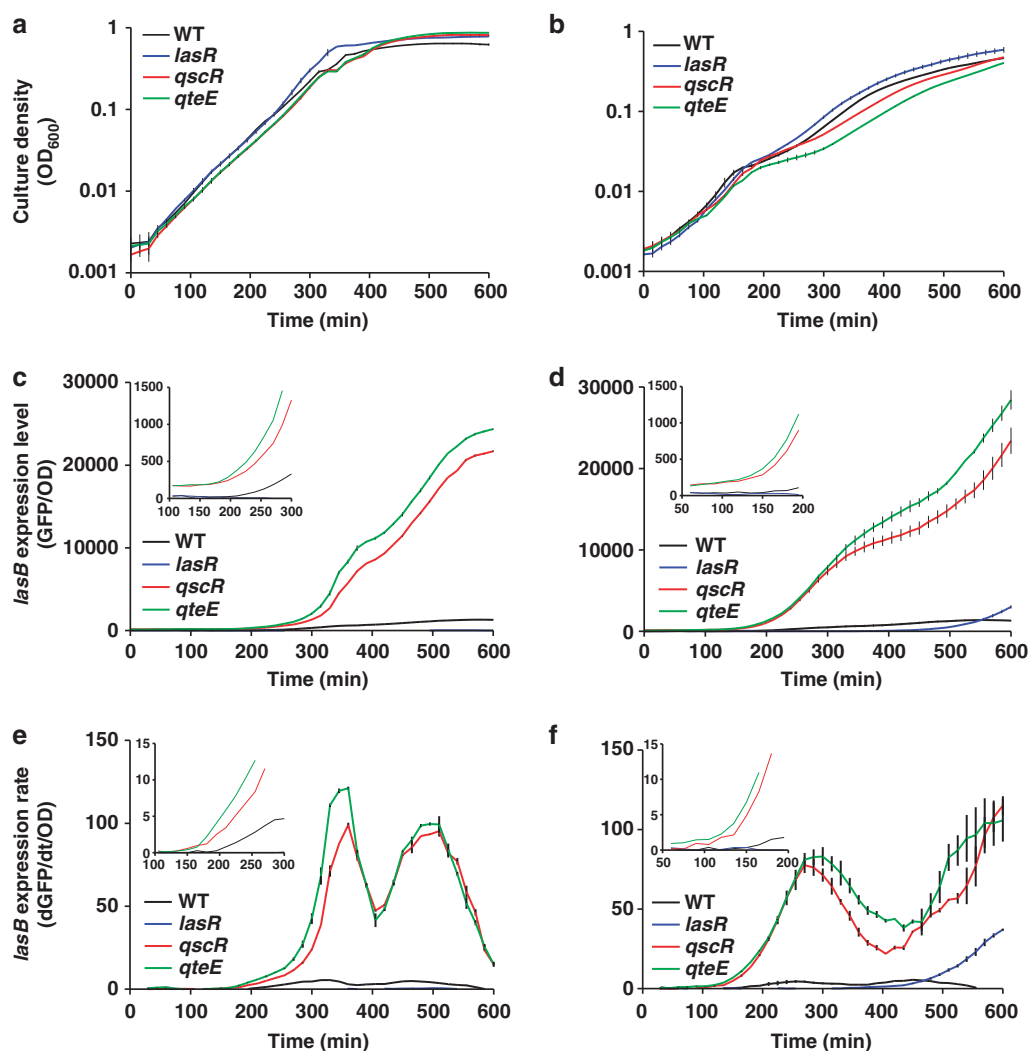 a
WT
lasR
qscR
qteE
1
0.1
0.01
0.001
0 100 200 300 400 500 600
Time (min)
Culture density
(OD600)
b
WT
lasR
qscR
qteE
1
0.1
0.01
0.001
0 100 200 300 400 500 600
Time (min)
c
30000
20000
10000
0
1500
1000
500
0
100 150 200 250 300
WT
lasR
qscR
qteE
0 100 200 300 400 500 600
Time (min)
lasB expression level
(GFP/OD)
d
30000
20000
10000
0
1500
1000
500
0
50 100 150 200
WT
lasR
qscR
qteE
0 100 200 300 400 500 600
Time (min)
e
150
100
50
0
15
10
5
0
100 150 200 250 300
WT
lasR
qscR
qteE
0 100 200 300 400 500 600
Time (min)
lasB expression rate
(dGFP/dt/OD)
f
150
100
50
0
15
10
5
0
50 100 150 200
WT
lasR
qscR
qteE
0 100 200 300 400 500 600
Time (min)